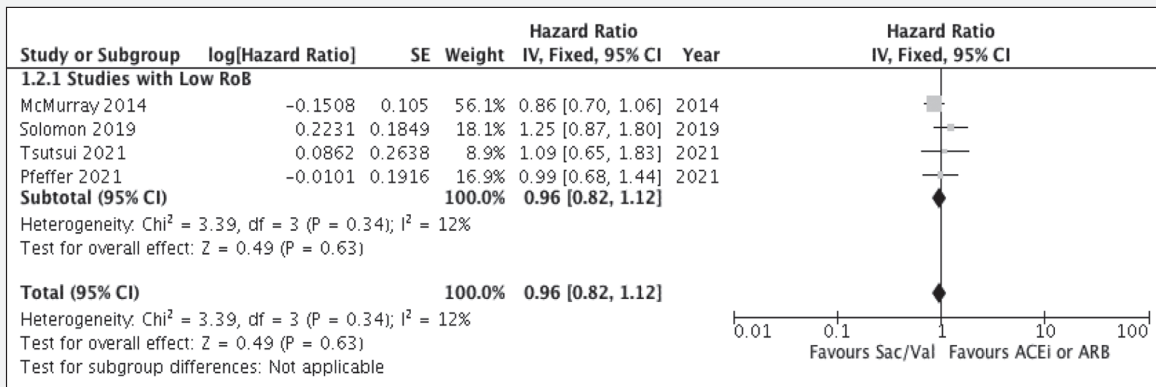 Hazard Ratio Hazard Ratio
Study or Subgroup log[Hazard Ratio] SE Weight IV, Fixed, 95% CI Year IV, Fixed, 95% CI
1.2.1 Studies with Low RoB
McMurray 2014 -0.1508 0.105 56.1% 0.86 [0.70, 1.06] 2014
Solomon 2019 0.2231 0.1849 18.1% 1.25 [0.87, 1.80] 2019
Tsutsui 2021 0.0862 0.2638 8.9% 1.09 [0.65, 1.83] 2021
Pfeffer 2021 -0.0101 0.1916 16.9% 0.99 [0.68, 1.44] 2021
Subtotal (95% CI) 100.0% 0.96 [0.82, 1.12]
Heterogeneity: Chi² = 3.39, df = 3 (P = 0.34); I² = 12%
Test for overall effect: Z = 0.49 (P = 0.63)
Total (95% CI) 100.0% 0.96 [0.82, 1.12]
Heterogeneity: Chi² = 3.39, df = 3 (P = 0.34); I² = 12%
Test for overall effect: Z = 0.49 (P = 0.63)
Test for subgroup differences: Not applicable
0.01 0.1 1 10 100
Favours Sac/Val Favours ACEi or ARB